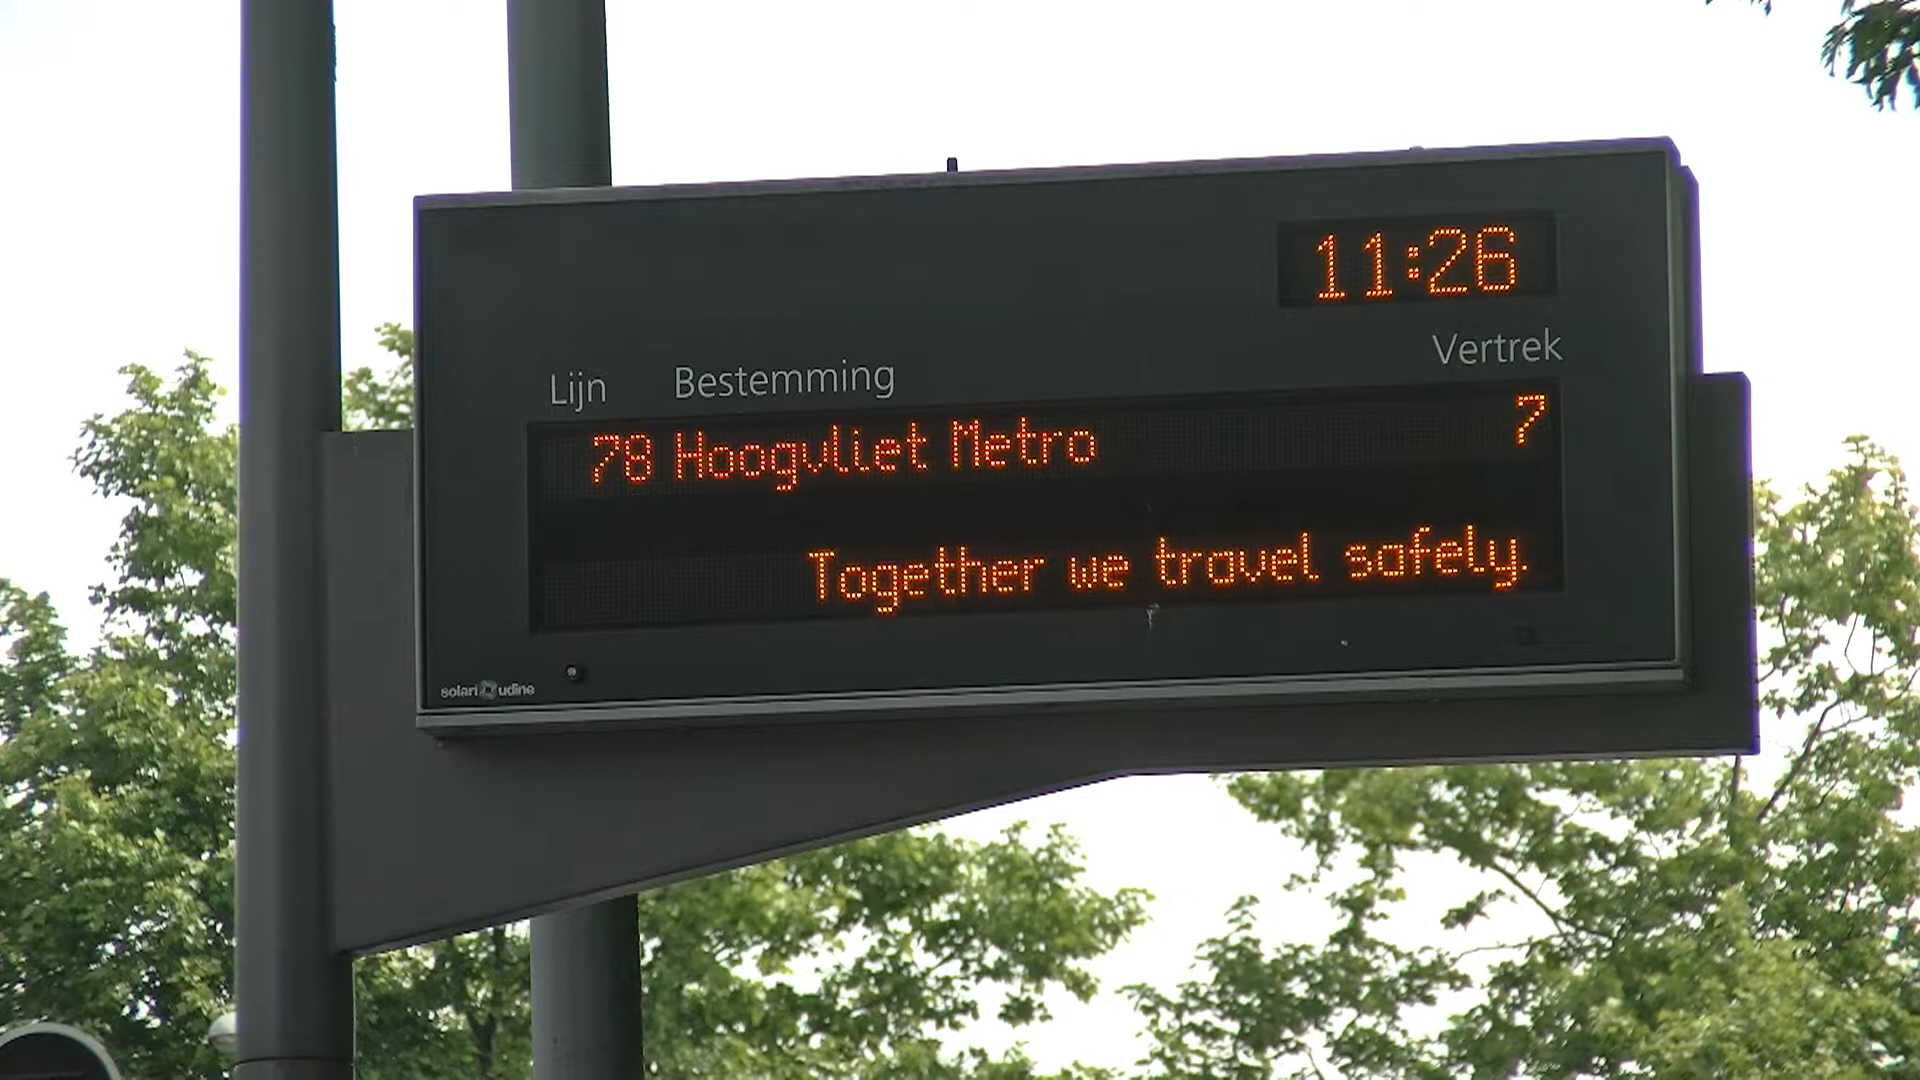 11:26
Lijn Bestemming Vertrek
78 Hoogvliet Metro 7
Together we travel safely.
solari udine